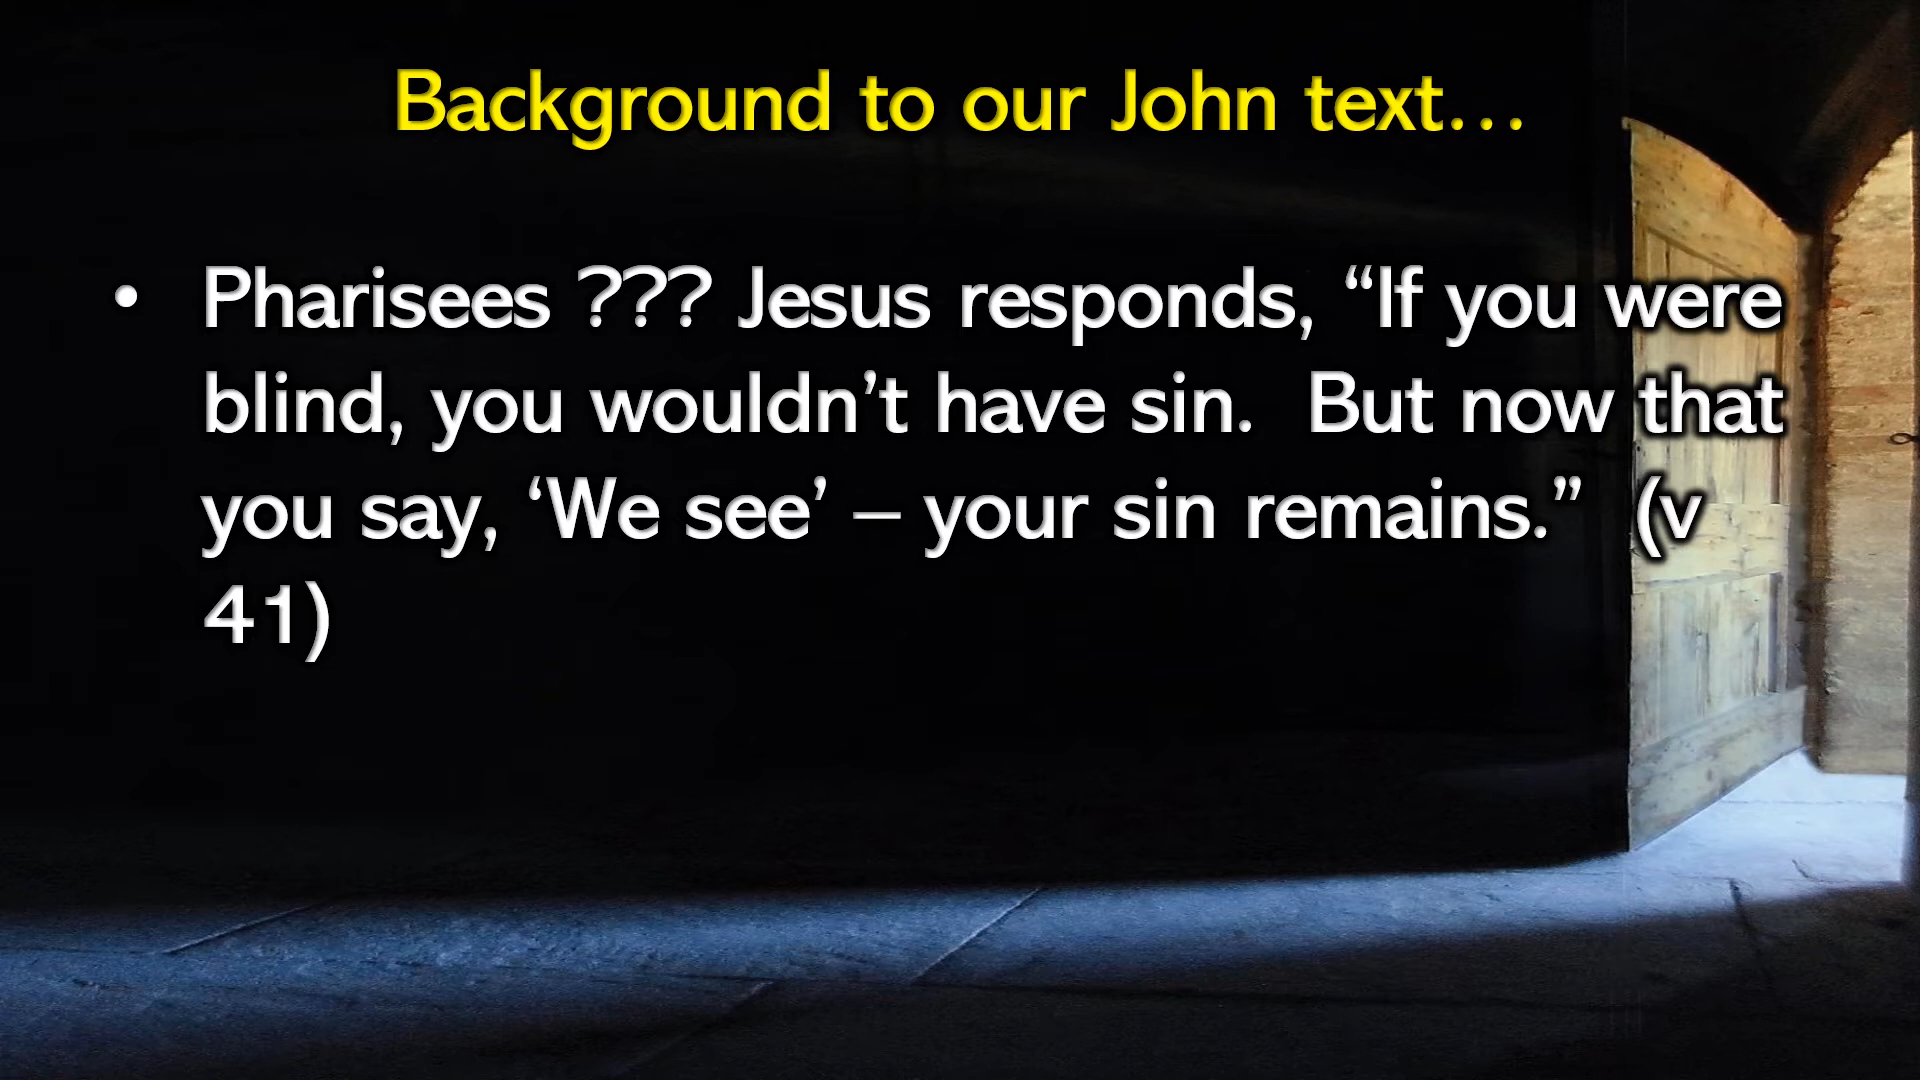 Background to our John text…
• Pharisees ??? Jesus responds, “If you were
blind, you wouldn’t have sin.  But now that
you say, ‘We see’ – your sin remains.”  (v
41)